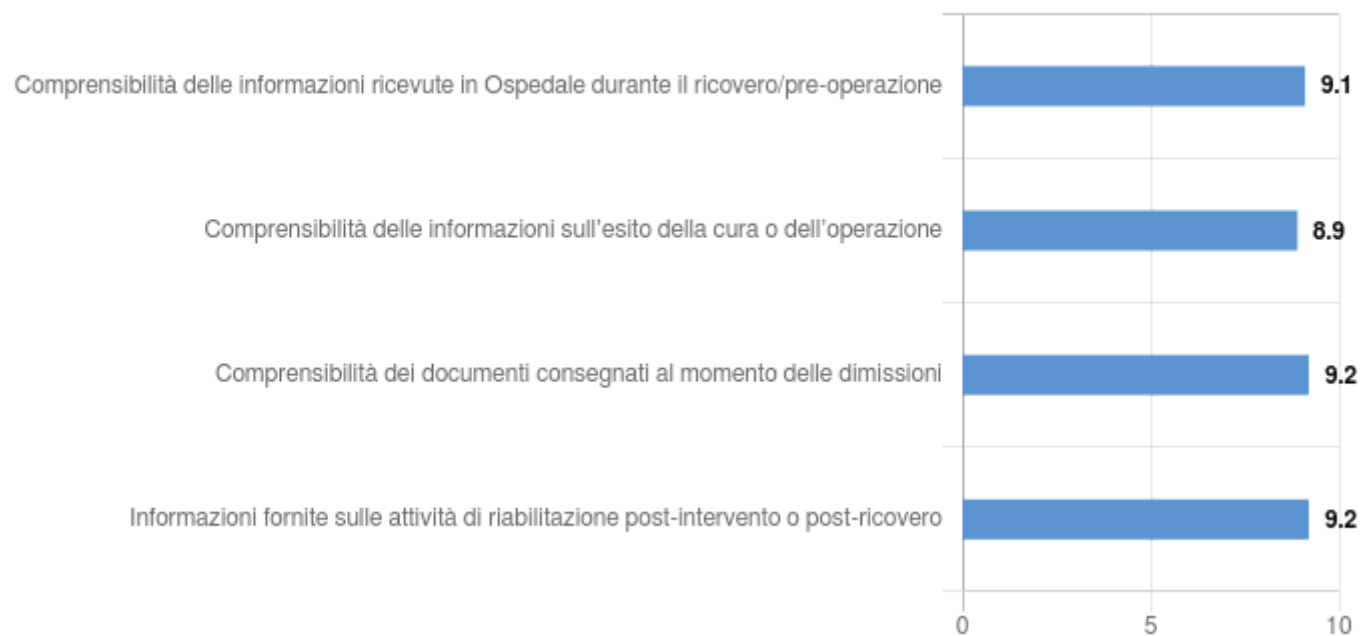 Comprensibilità delle informazioni ricevute in Ospedale durante il ricovero/pre-operazione 9.1
Comprensibilità delle informazioni sull'esito della cura o dell'operazione 8.9
Comprensibilità dei documenti consegnati al momento delle dimissioni 9.2
Informazioni fornite sulle attività di riabilitazione post-intervento o post-ricovero 9.2
0 5 10